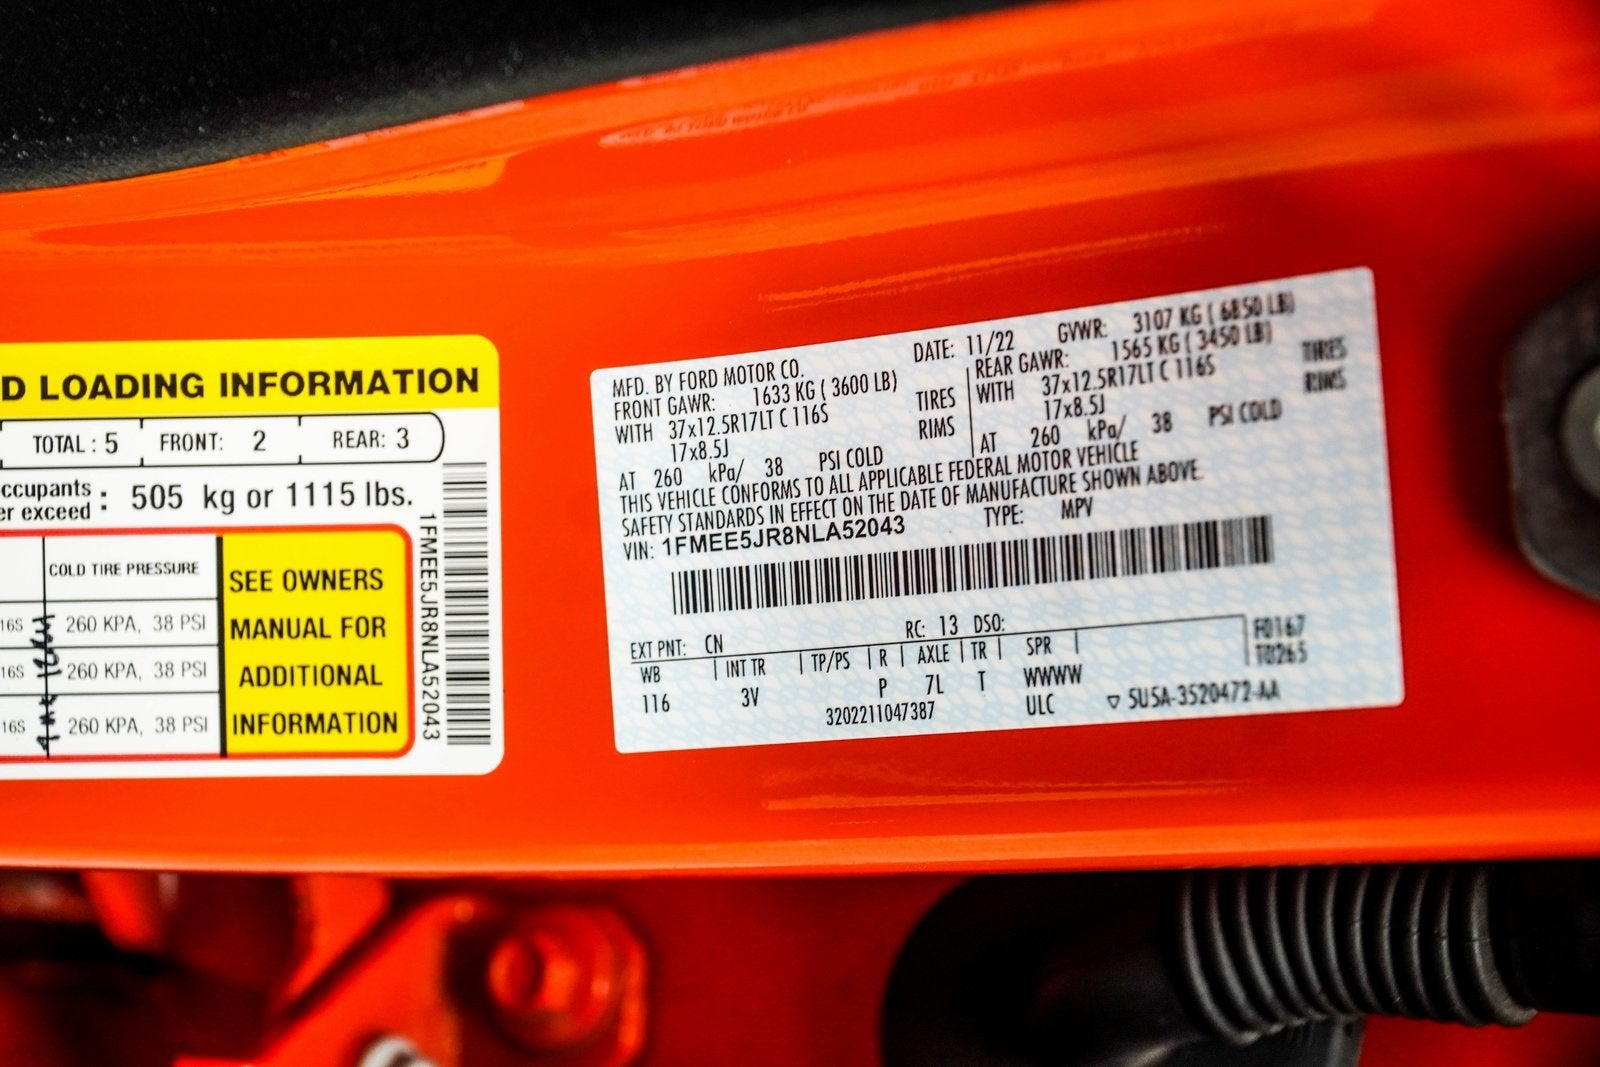 D LOADING INFORMATION
TOTAL : 5 FRONT: 2 REAR: 3
ccupants
er exceed : 505 kg or 1115 lbs.
COLD TIRE PRESSURE
16S 260 KPA, 38 PSI
16S 260 KPA, 38 PSI
16S 260 KPA, 38 PSI
SEE OWNERS
MANUAL FOR
ADDITIONAL
INFORMATION
1FMEE5JR8NLA52043
MFD. BY FORD MOTOR CO. DATE: 11/22 GVWR: 3107 KG ( 6850 LB)
FRONT GAWR: 1633 KG ( 3600 LB) REAR GAWR: 1565 KG ( 3450 LB)
WITH 37x12.5R17LT C 116S TIRES WITH 37x12.5R17LT C 116S TIRES
17x8.5J RIMS 17x8.5J RIMS
AT 260 kPa/ 38 PSI COLD AT 260 kPa/ 38 PSI COLD
THIS VEHICLE CONFORMS TO ALL APPLICABLE FEDERAL MOTOR VEHICLE
SAFETY STANDARDS IN EFFECT ON THE DATE OF MANUFACTURE SHOWN ABOVE.
VIN: 1FMEE5JR8NLA52043 TYPE: MPV
EXT PNT: CN RC: 13 DSO: F0167
WB INT TR TP/PS R AXLE TR SPR T0265
116 3V P 7L T WWWW
3202211047387 ULC ▽ 5U5A-3520472-AA